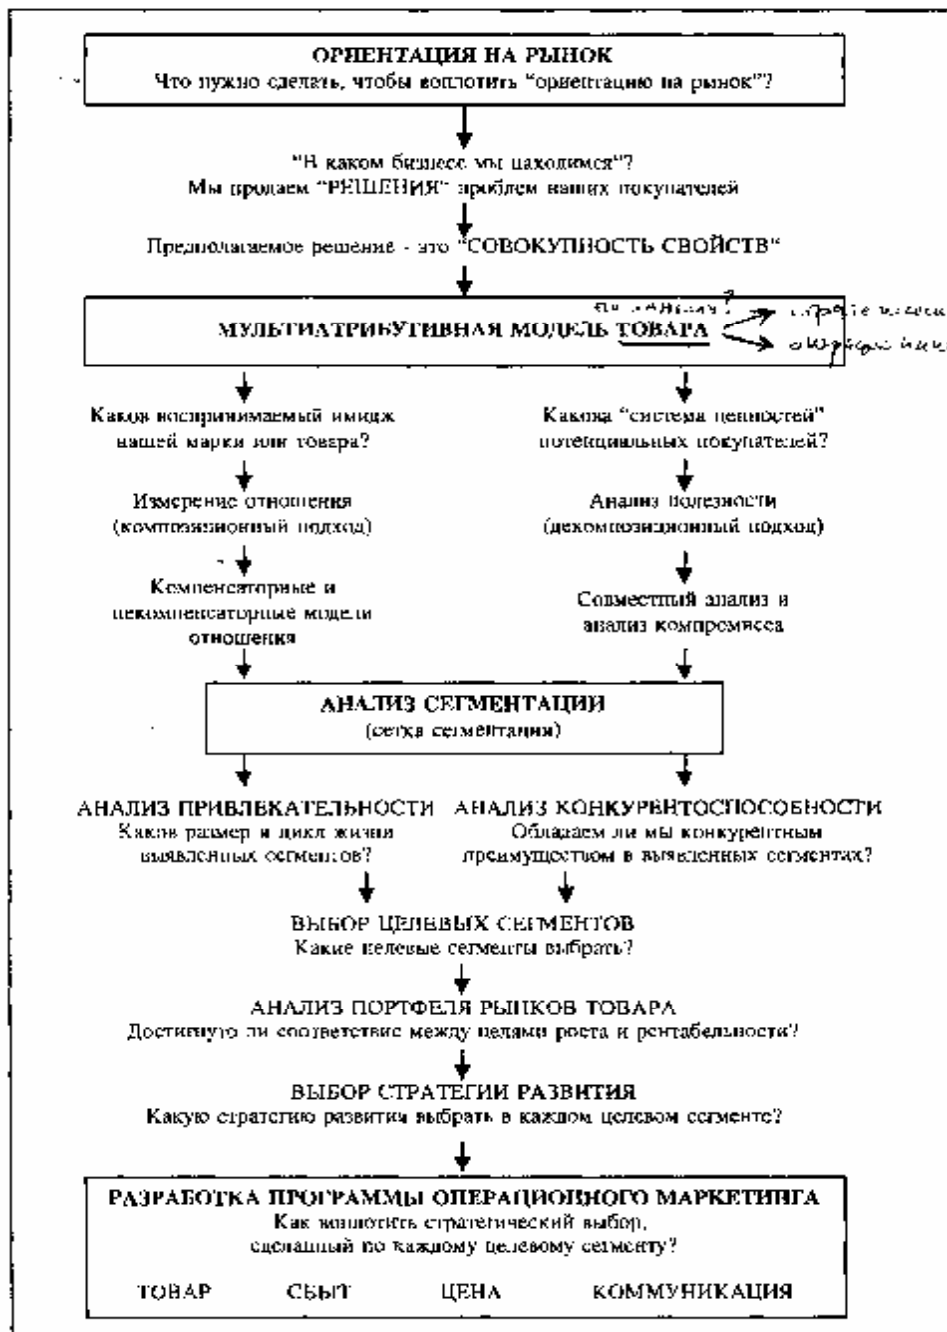 ОРИЕНТАЦИЯ НА РЫНОК
Что нужно сделать, чтобы воплотить “ориентацию на рынок”?
“В каком бизнесе мы находимся”?
Мы продаем “РЕШЕНИЯ” проблем наших покупателей
Предполагаемое решение - это “СОВОКУПНОСТЬ СВОЙСТВ“
МУЛЬТИАТРИБУТИВНАЯ МОДЕЛЬ ТОВАРА
Каков воспринимаемый имидж
нашей марки или товара?
Какова “система ценностей”
потенциальных покупателей?
Измерение отношения
(композиционный подход)
Анализ полезности
(декомпозиционный подход)
Компенсаторные и
некомпенсаторные модели
отношения
Совместный анализ и
анализ компромисса
АНАЛИЗ СЕГМЕНТАЦИИ
(сетка сегментации)
АНАЛИЗ ПРИВЛЕКАТЕЛЬНОСТИ
Каков размер и цикл жизни
выявленных сегментов?
АНАЛИЗ КОНКУРЕНТОСПОСОБНОСТИ
Обладаем ли мы конкурентным
преимуществом в выявленных сегментах?
ВЫБОР ЦЕЛЕВЫХ СЕГМЕНТОВ
Какие целевые сегменты выбрать?
АНАЛИЗ ПОРТФЕЛЯ РЫНКОВ ТОВАРА
Достигнуто ли соответствие между целями роста и рентабельности?
ВЫБОР СТРАТЕГИИ РАЗВИТИЯ
Какую стратегию развития выбрать в каждом целевом сегменте?
РАЗРАБОТКА ПРОГРАММЫ ОПЕРАЦИОННОГО МАРКЕТИНГА
Как воплотить стратегический выбор,
сделанный по каждому целевому сегменту?
ТОВАР СБЫТ ЦЕНА КОММУНИКАЦИЯ